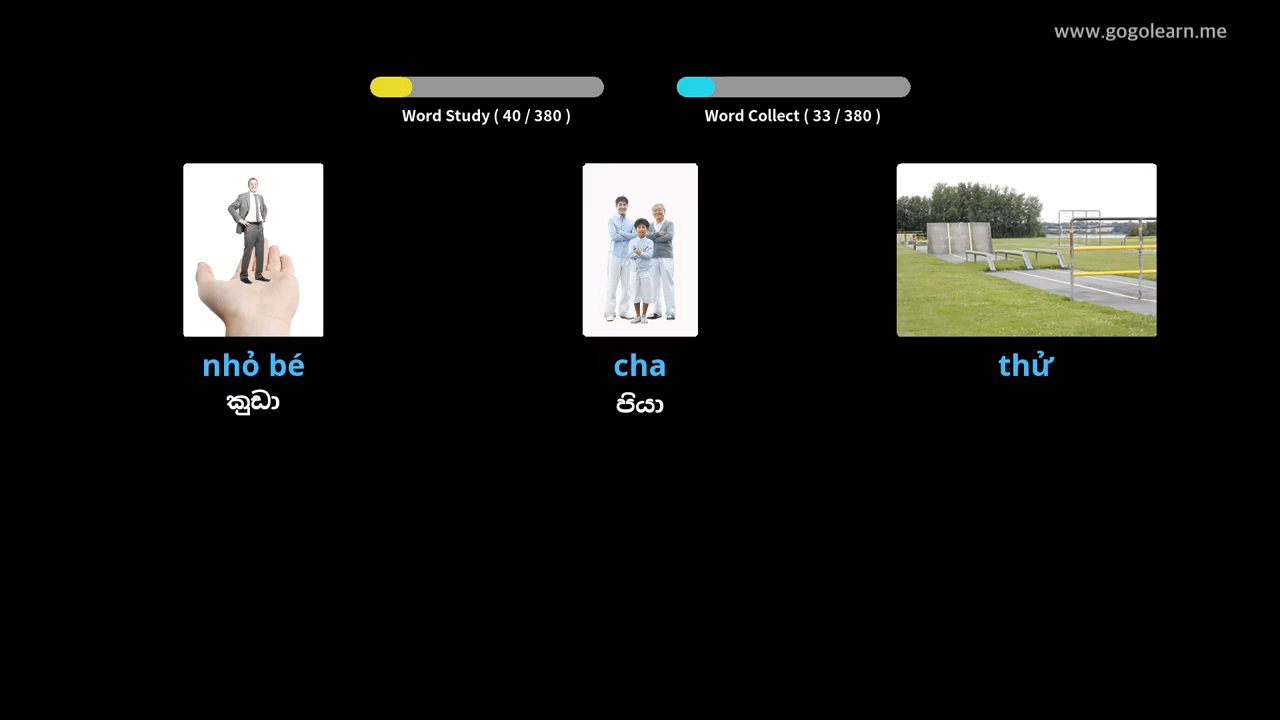 www.gogolearn.me
Word Study ( 40 / 380 )
Word Collect ( 33 / 380 )
nhỏ bé
කුඩා
cha
පියා
thử